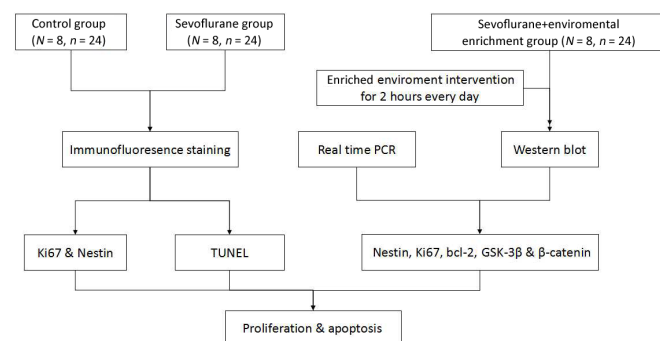 Control group
(N = 8, n = 24)
Sevoflurane group
(N = 8, n = 24)
Sevoflurane+enviromental
enrichment group (N = 8, n = 24)
Enriched enviroment intervention
for 2 hours every day
Immunofluoresence staining
Real time PCR
Western blot
Ki67 & Nestin
TUNEL
Nestin, Ki67, bcl-2, GSK-3β & β-catenin
Proliferation & apoptosis